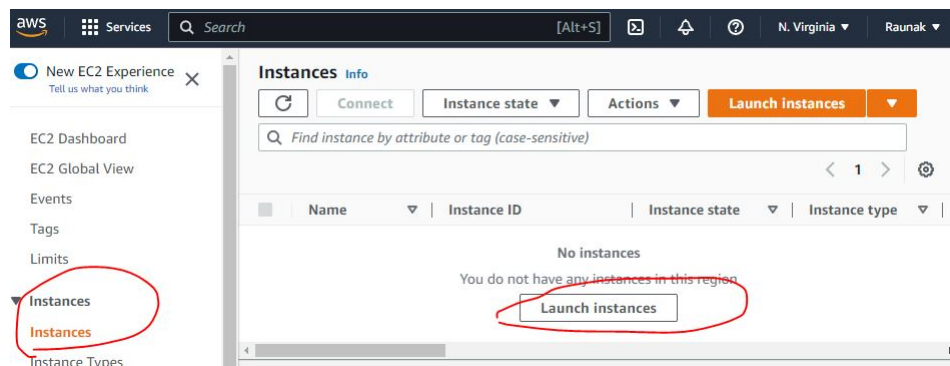 aws
Services
Search [Alt+S]
N. Virginia
Raunak
New EC2 Experience
Tell us what you think
EC2 Dashboard
EC2 Global View
Events
Tags
Limits
Instances
Instances
Instance Types
Instances Info
Connect
Instance state
Actions
Launch instances
Find instance by attribute or tag (case-sensitive)
1
Name
Instance ID
Instance state
Instance type
No instances
You do not have any instances in this region
Launch instances